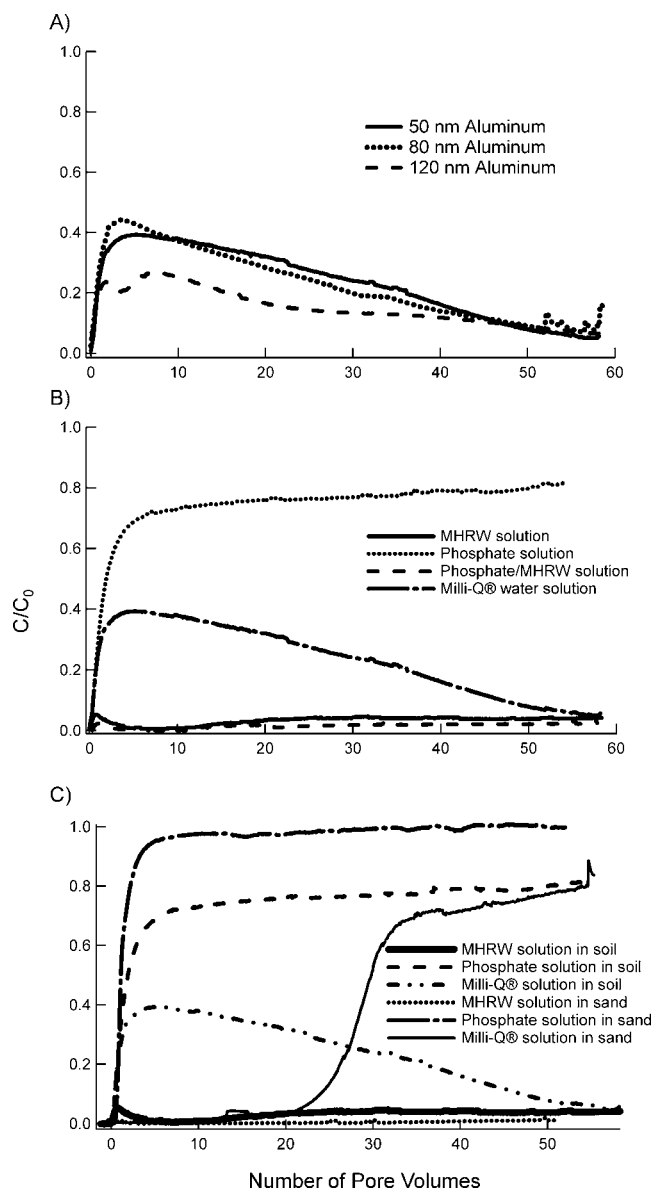 A)
1.0
0.8
0.6
0.4
0.2
0.0
50 nm Aluminum
80 nm Aluminum
120 nm Aluminum
0 10 20 30 40 50 60
B)
1.0
0.8
0.6
0.4
0.2
0.0
C/C0
MHRW solution
Phosphate solution
Phosphate/MHRW solution
Milli-Q® water solution
0 10 20 30 40 50 60
C)
1.0
0.8
0.6
0.4
0.2
0.0
MHRW solution in soil
Phosphate solution in soil
Milli-Q® solution in soil
MHRW solution in sand
Phosphate solution in sand
Milli-Q® solution in sand
0 10 20 30 40 50
Number of Pore Volumes